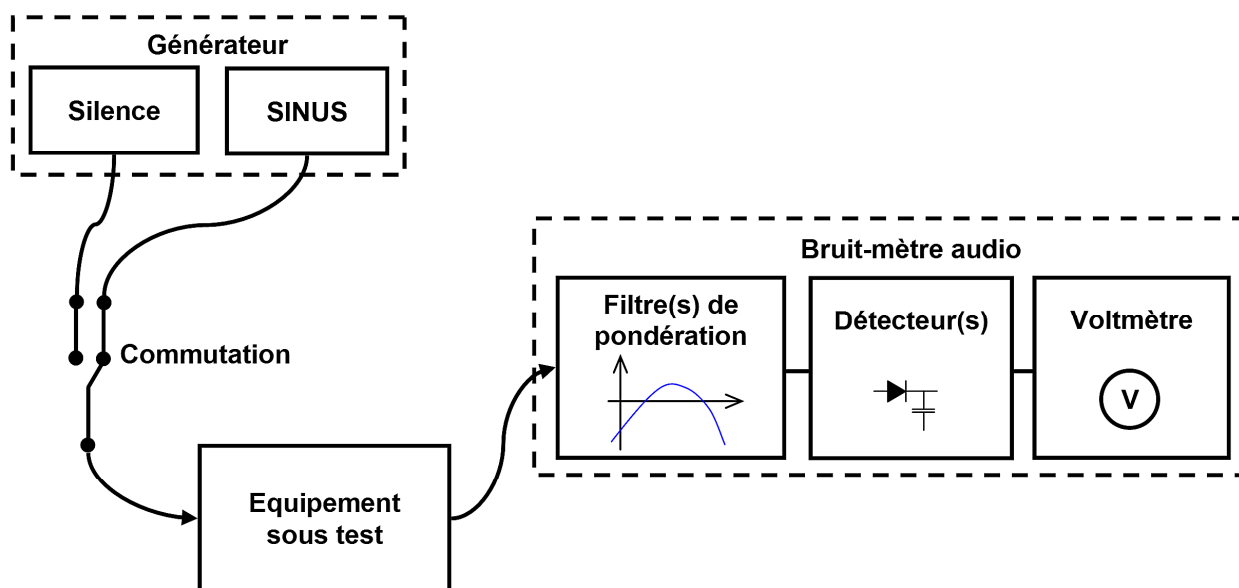 Générateur
Silence
SINUS
Commutation
Equipement
sous test
Bruit-mètre audio
Filtre(s) de
pondération
Détecteur(s)
Voltmètre
V